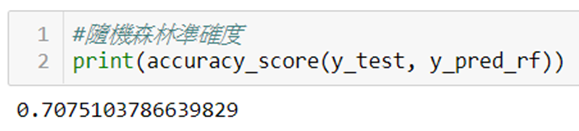 1 #隨機森林準確度
2 print(accuracy_score(y_test, y_pred_rf))
0.7075103786639829